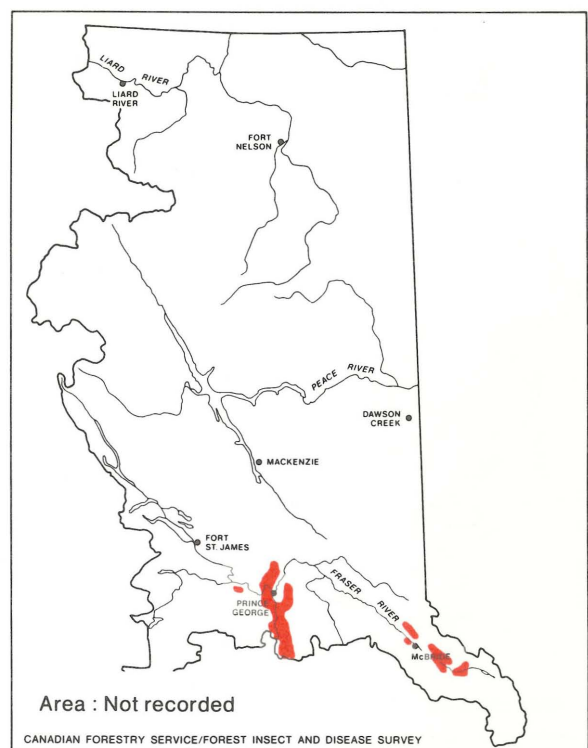 LIARD RIVER
LIARD
RIVER
FORT
NELSON
PEACE RIVER
DAWSON
CREEK
MACKENZIE
FORT
ST. JAMES
FRASER RIVER
PRINCE
GEORGE
McBRIDE
Area : Not recorded
CANADIAN FORESTRY SERVICE/FOREST INSECT AND DISEASE SURVEY